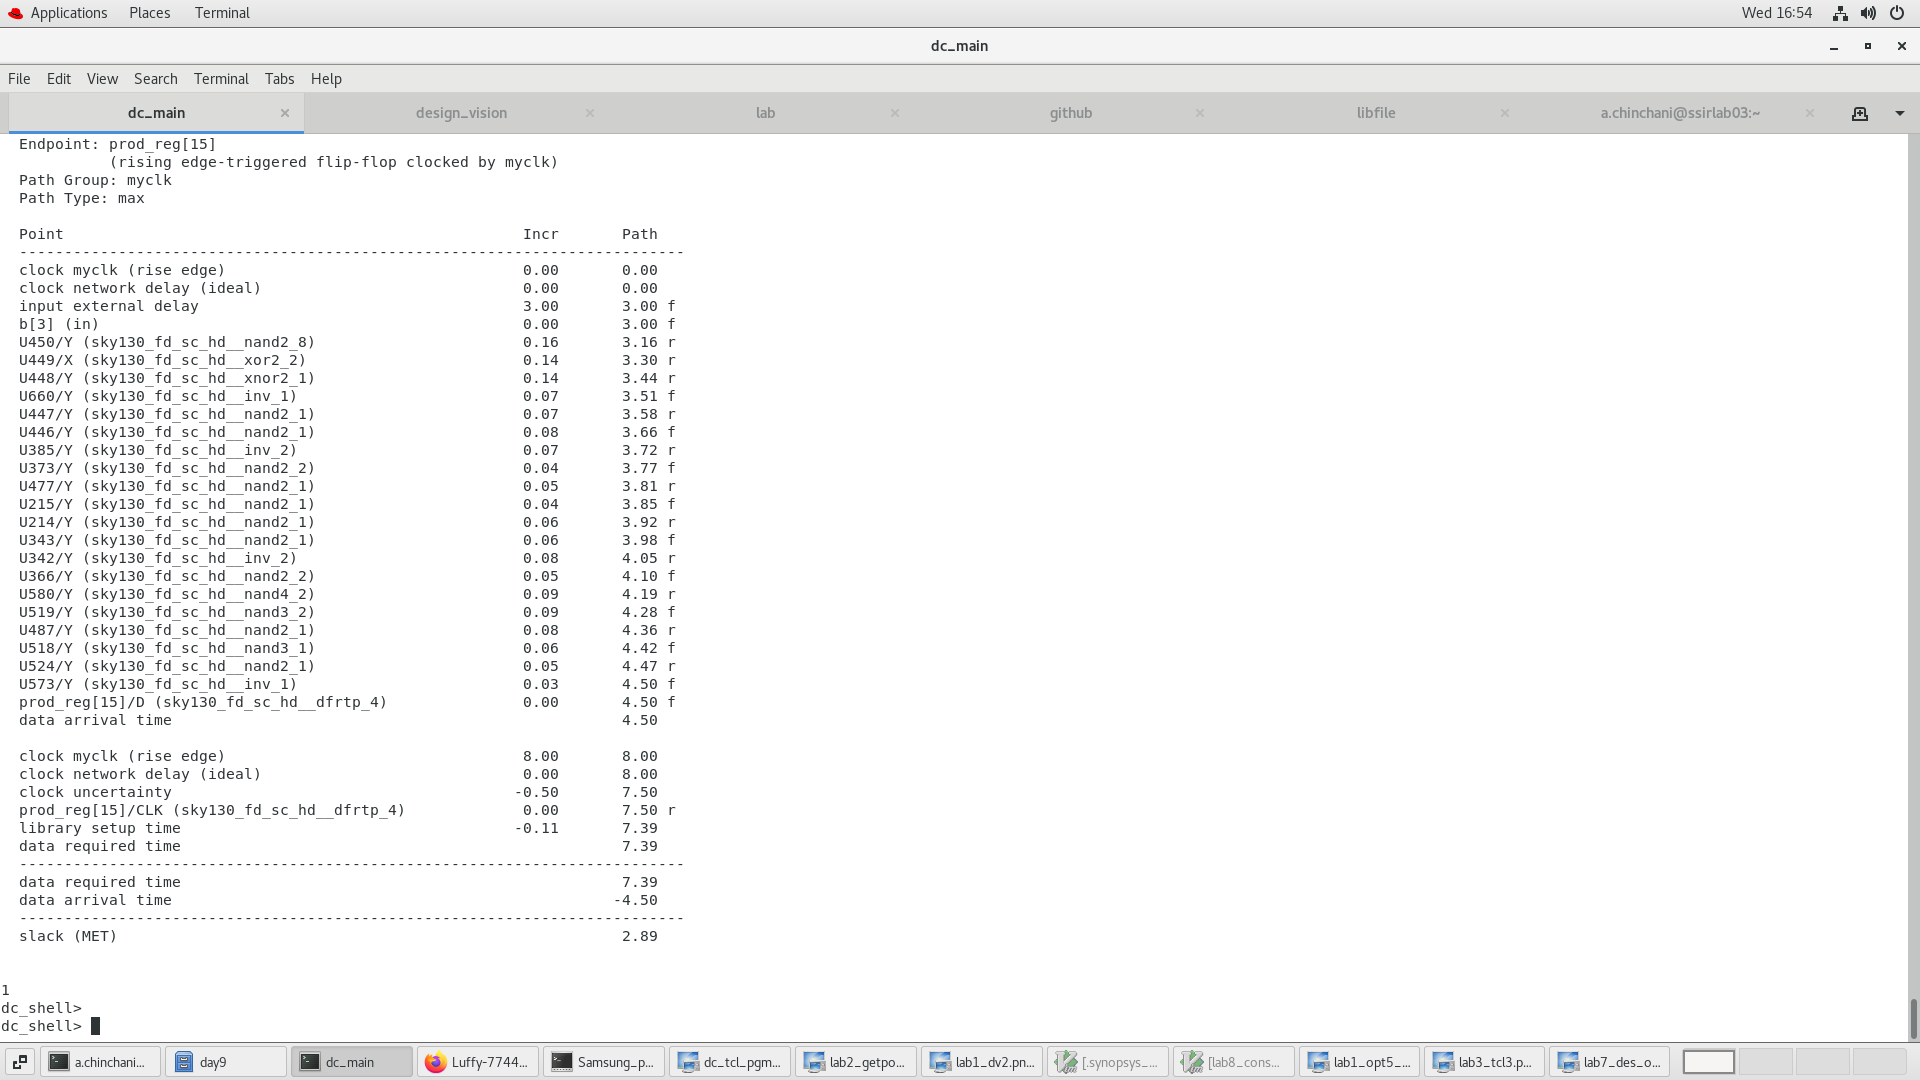 Applications Places Terminal Wed 16:54
dc_main
File Edit View Search Terminal Tabs Help
dc_main × design_vision × lab × github × libfile × a.chinchani@ssirlab03:~ ×
Endpoint: prod_reg[15]
(rising edge-triggered flip-flop clocked by myclk)
Path Group: myclk
Path Type: max
Point Incr Path
--------------------------------------------------------------------------
clock myclk (rise edge) 0.00 0.00
clock network delay (ideal) 0.00 0.00
input external delay 3.00 3.00 f
b[3] (in) 0.00 3.00 f
U450/Y (sky130_fd_sc_hd__nand2_8) 0.16 3.16 r
U449/X (sky130_fd_sc_hd__xor2_2) 0.14 3.30 r
U448/Y (sky130_fd_sc_hd__xnor2_1) 0.14 3.44 r
U660/Y (sky130_fd_sc_hd__inv_1) 0.07 3.51 f
U447/Y (sky130_fd_sc_hd__nand2_1) 0.07 3.58 r
U446/Y (sky130_fd_sc_hd__nand2_1) 0.08 3.66 f
U385/Y (sky130_fd_sc_hd__inv_2) 0.07 3.72 r
U373/Y (sky130_fd_sc_hd__nand2_2) 0.04 3.77 f
U477/Y (sky130_fd_sc_hd__nand2_1) 0.05 3.81 r
U215/Y (sky130_fd_sc_hd__nand2_1) 0.04 3.85 f
U214/Y (sky130_fd_sc_hd__nand2_1) 0.06 3.92 r
U343/Y (sky130_fd_sc_hd__nand2_1) 0.06 3.98 f
U342/Y (sky130_fd_sc_hd__inv_2) 0.08 4.05 r
U366/Y (sky130_fd_sc_hd__nand2_2) 0.05 4.10 f
U580/Y (sky130_fd_sc_hd__nand4_2) 0.09 4.19 r
U519/Y (sky130_fd_sc_hd__nand3_2) 0.09 4.28 f
U487/Y (sky130_fd_sc_hd__nand2_1) 0.08 4.36 r
U518/Y (sky130_fd_sc_hd__nand3_1) 0.06 4.42 f
U524/Y (sky130_fd_sc_hd__nand2_1) 0.05 4.47 r
U573/Y (sky130_fd_sc_hd__inv_1) 0.03 4.50 f
prod_reg[15]/D (sky130_fd_sc_hd__dfrtp_4) 0.00 4.50 f
data arrival time 4.50
clock myclk (rise edge) 8.00 8.00
clock network delay (ideal) 0.00 8.00
clock uncertainty -0.50 7.50
prod_reg[15]/CLK (sky130_fd_sc_hd__dfrtp_4) 0.00 7.50 r
library setup time -0.11 7.39
data required time 7.39
--------------------------------------------------------------------------
data required time 7.39
data arrival time -4.50
--------------------------------------------------------------------------
slack (MET) 2.89
1
dc_shell>
dc_shell>
a.chinchani... day9 dc_main Luffy-7744... Samsung_p... dc_tcl_pgm... lab2_getpo... lab1_dv2.pn... [.synopsys_... [lab8_cons... lab1_opt5_... lab3_tcl3.p... lab7_des_o...